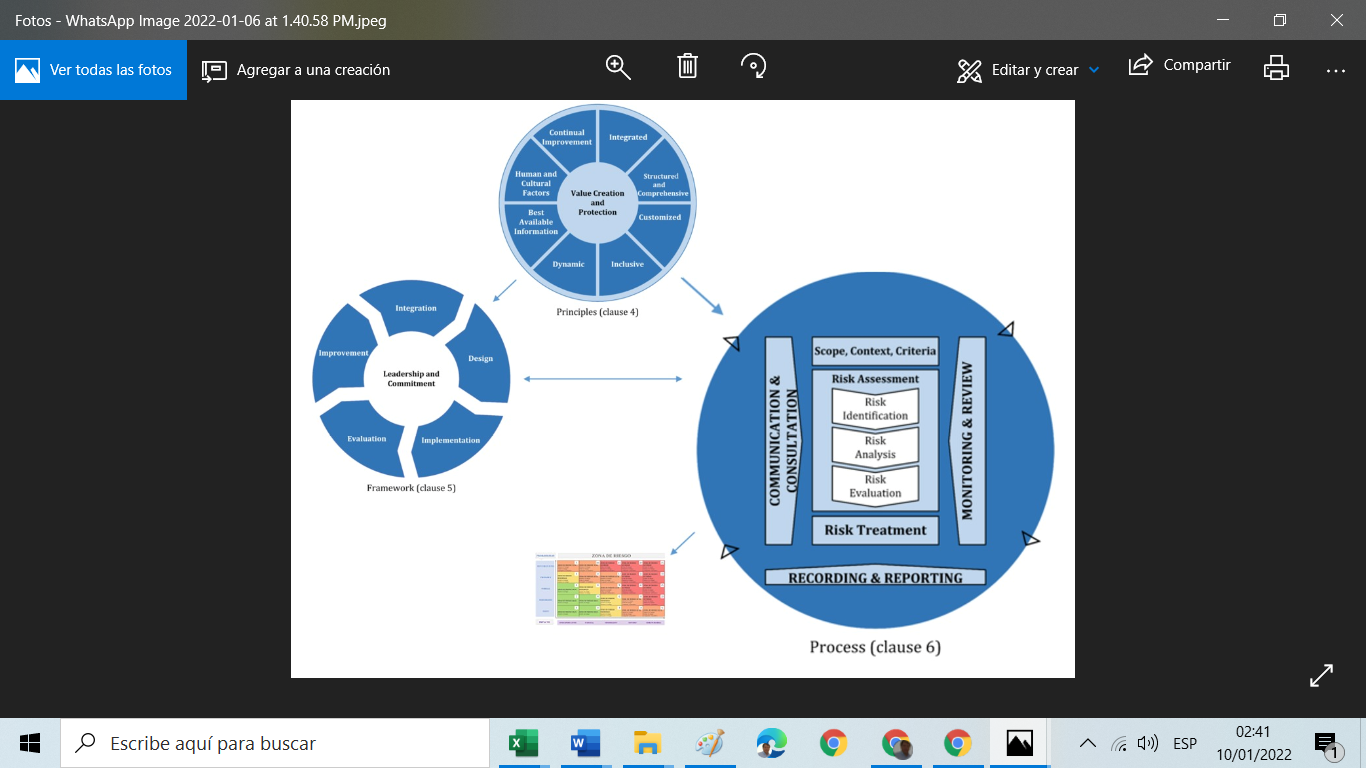 Fotos - WhatsApp Image 2022-01-06 at 1.40.58 PM.jpeg
Ver todas las fotos
Agregar a una creación
Editar y crear
Compartir
Continual
Improvement
Integrated
Human and
Cultural
Factors
Structured
and
Comprehensive
Value Creation
and
Protection
Best
Available
Information
Customized
Dynamic
Inclusive
Principles (clause 4)
Integration
Improvement
Design
Leadership and
Commitment
Evaluation
Implementation
Framework (clause 5)
Scope, Context, Criteria
Risk Assessment
Risk
Identification
Risk
Analysis
Risk
Evaluation
Risk Treatment
COMMUNICATION &
CONSULTATION
MONITORING & REVIEW
RECORDING & REPORTING
Process (clause 6)
ZONA DE RIESGO
Escribe aquí para buscar
ESP
02:41
10/01/2022
1